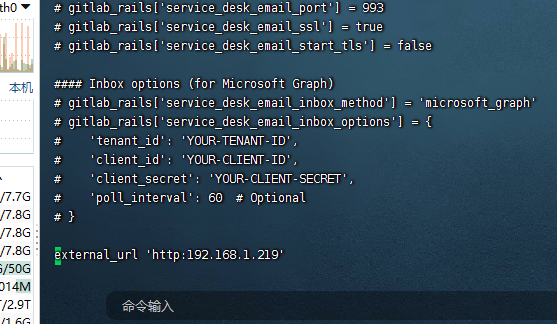 th0
# gitlab_rails['service_desk_email_port'] = 993
# gitlab_rails['service_desk_email_ssl'] = true
# gitlab_rails['service_desk_email_start_tls'] = false
本机
#### Inbox options (for Microsoft Graph)
# gitlab_rails['service_desk_email_inbox_method'] = 'microsoft_graph'
# gitlab_rails['service_desk_email_inbox_options'] = {
#    'tenant_id': 'YOUR-TENANT-ID',
#    'client_id': 'YOUR-CLIENT-ID',
#    'client_secret': 'YOUR-CLIENT-SECRET',
#    'poll_interval': 60  # Optional
# }
/7.7G
/7.8G
/7.8G
/7.8G
/50G
014M
/2.9T
/1.6G
external_url 'http:192.168.1.219'
命令输入